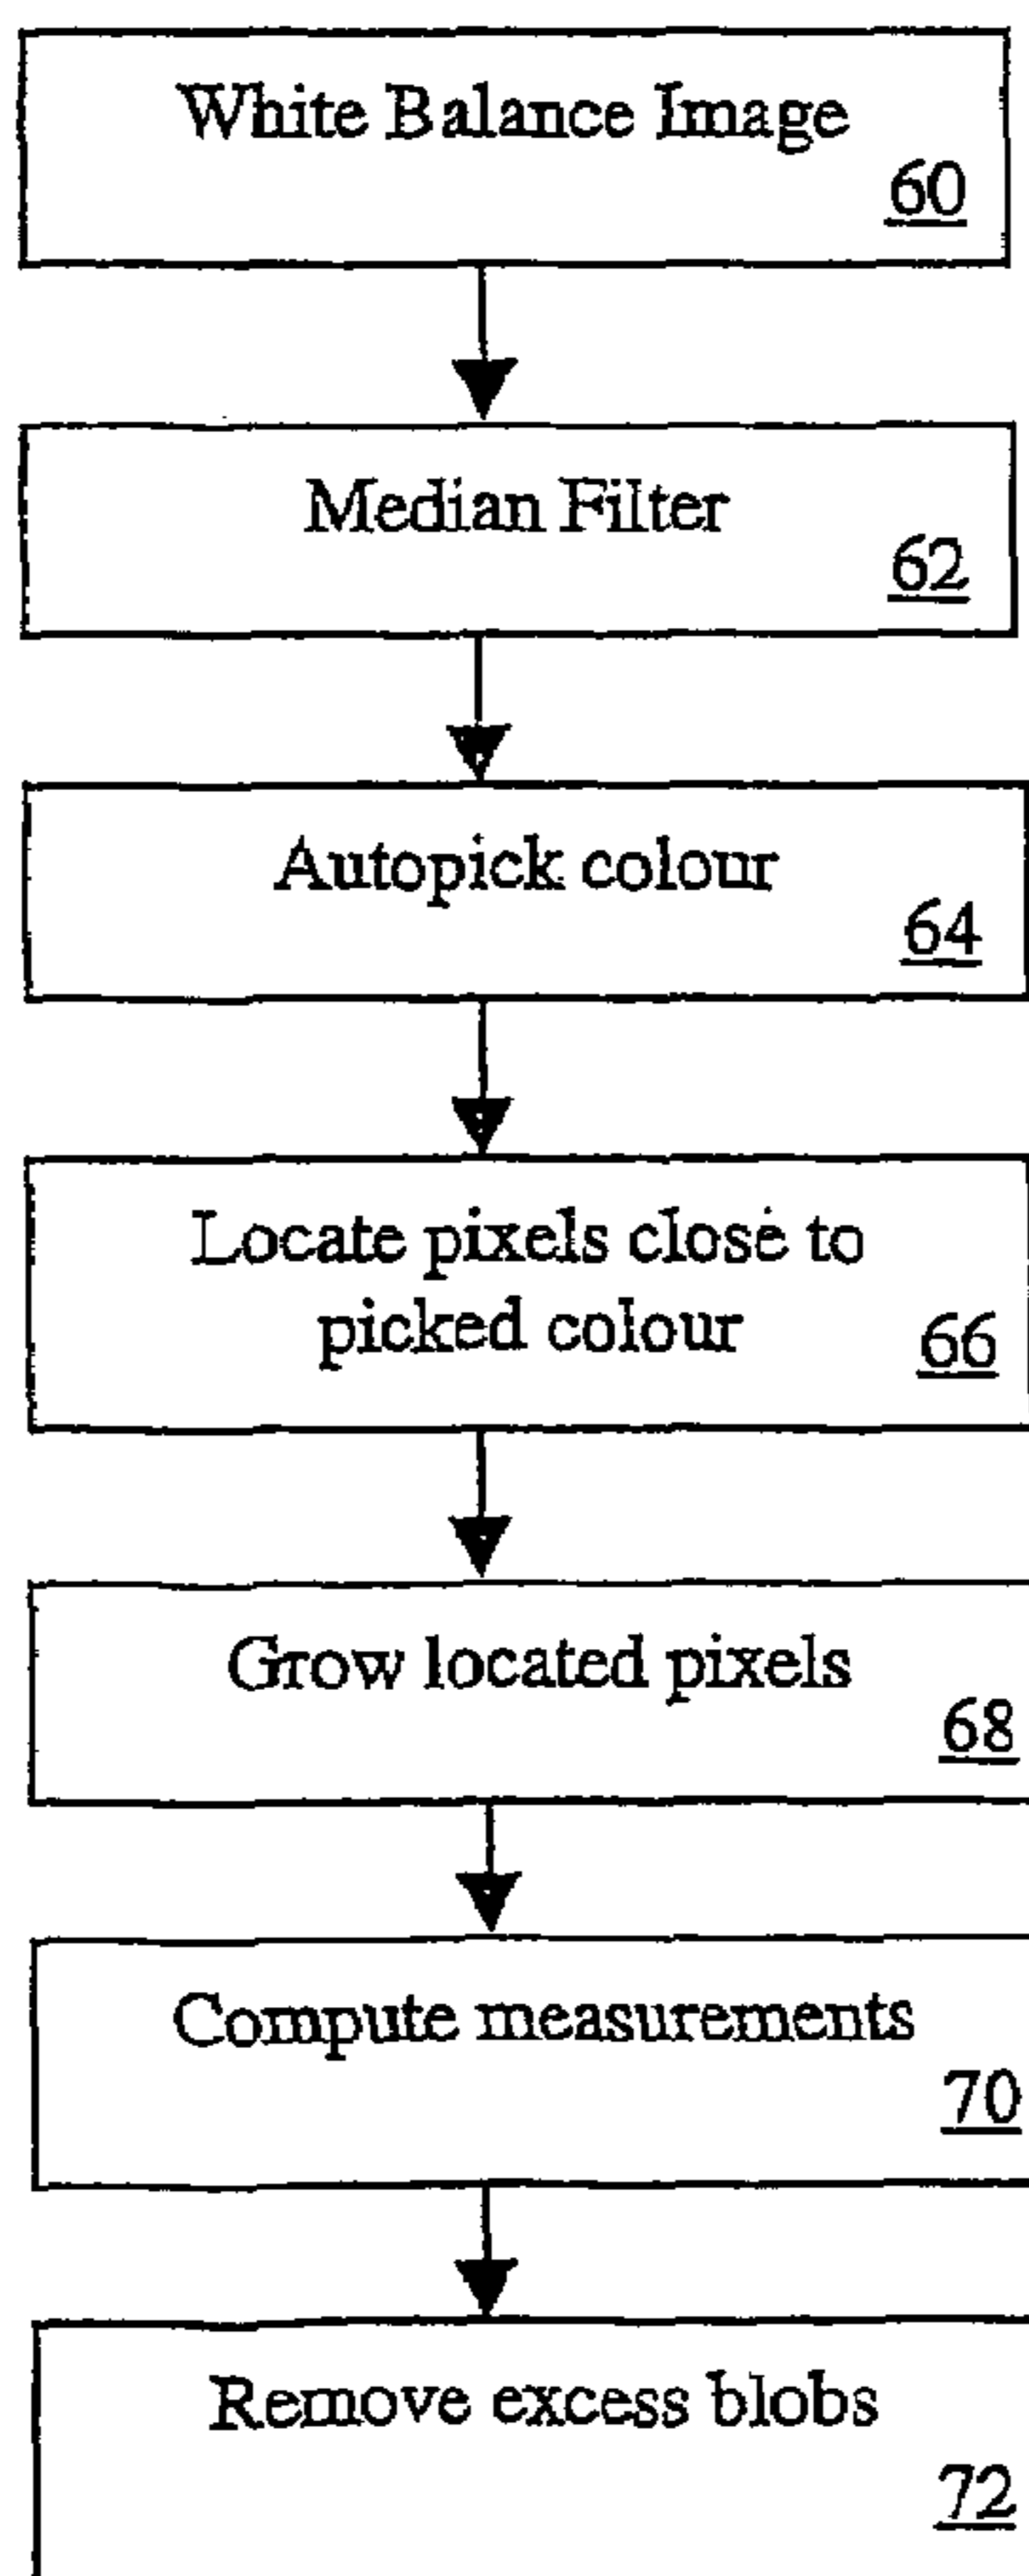 White Balance Image
60
Median Filter
62
Autopick colour
64
Locate pixels close to
picked colour
66
Grow located pixels
68
Compute measurements
70
Remove excess blobs
72